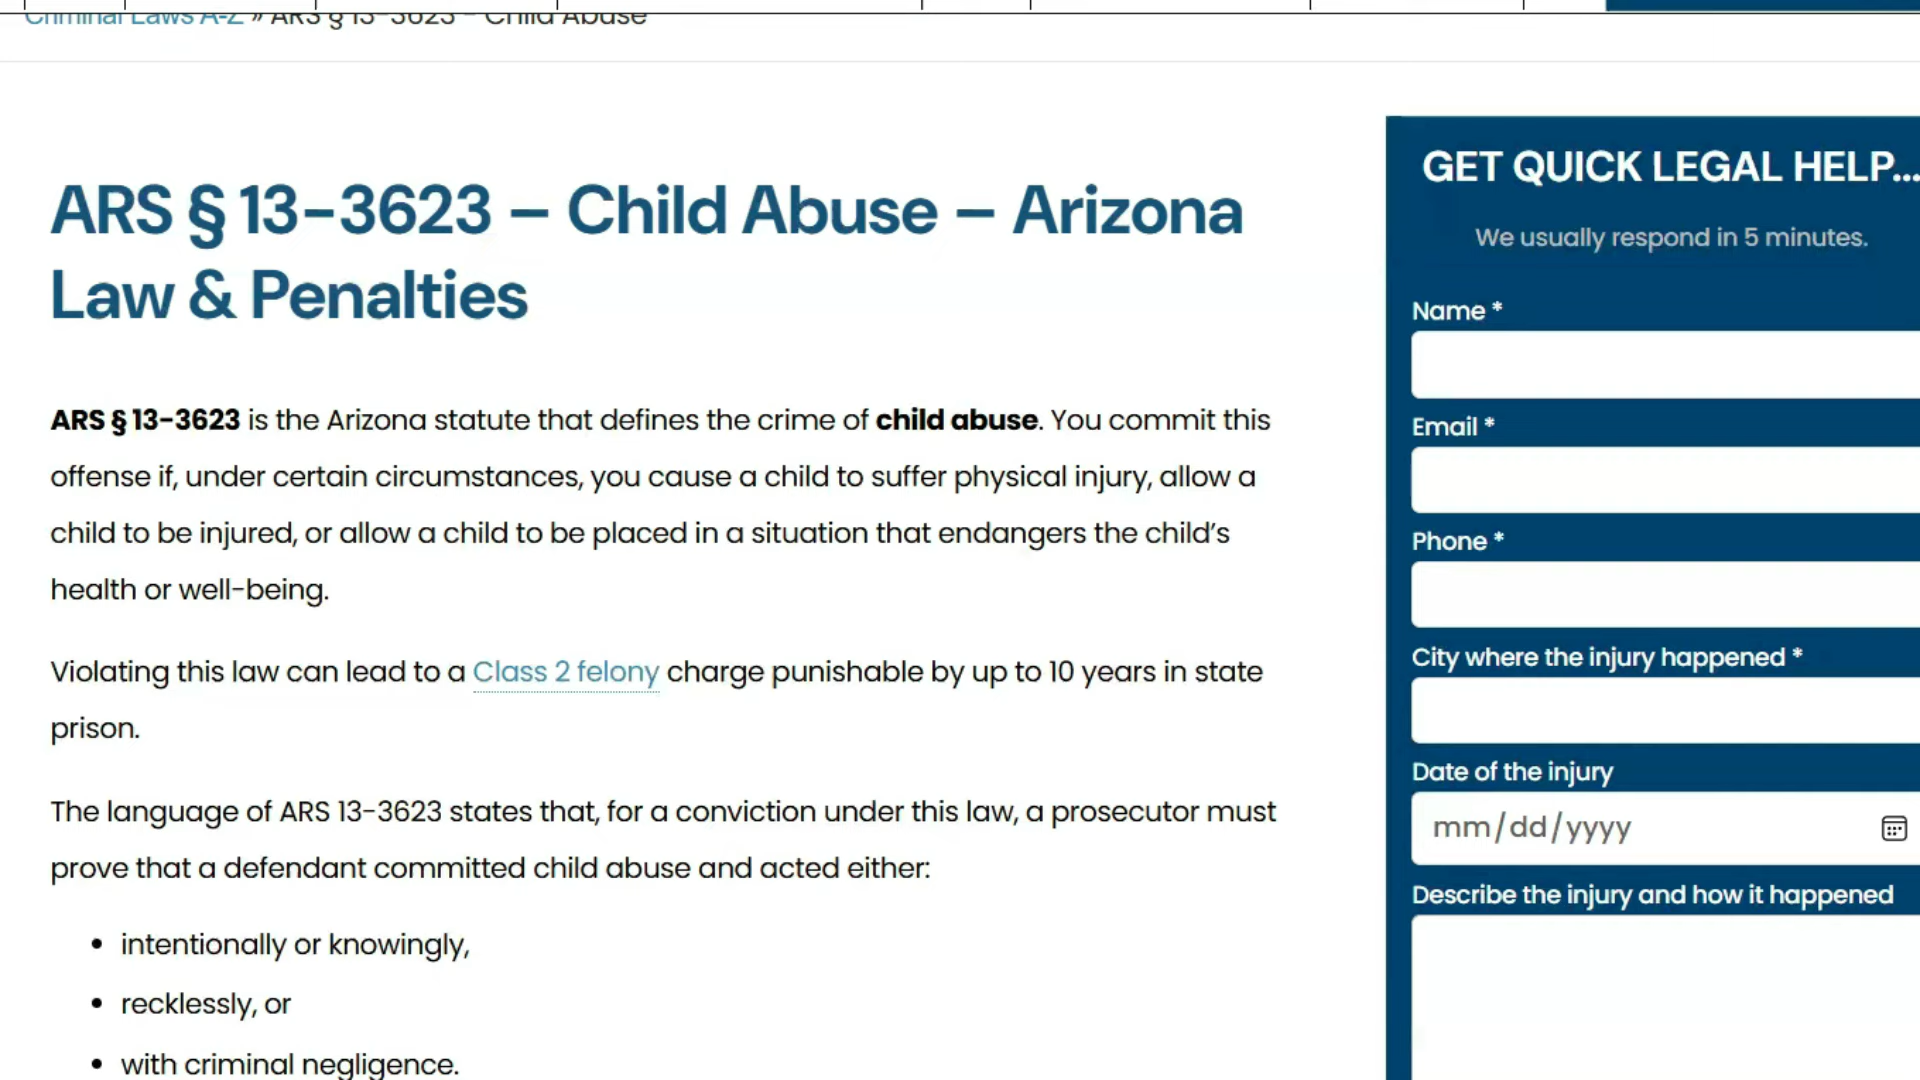 Criminal Laws A-Z » ARS § 13-3623 - Child Abuse
ARS § 13-3623 – Child Abuse – Arizona
Law & Penalties
ARS § 13-3623 is the Arizona statute that defines the crime of child abuse. You commit this
offense if, under certain circumstances, you cause a child to suffer physical injury, allow a
child to be injured, or allow a child to be placed in a situation that endangers the child’s
health or well-being.
Violating this law can lead to a Class 2 felony charge punishable by up to 10 years in state
prison.
The language of ARS 13-3623 states that, for a conviction under this law, a prosecutor must
prove that a defendant committed child abuse and acted either:
• intentionally or knowingly,
• recklessly, or
• with criminal negligence.
GET QUICK LEGAL HELP...
We usually respond in 5 minutes.
Name *
Email *
Phone *
City where the injury happened *
Date of the injury
mm/dd/yyyy
Describe the injury and how it happened